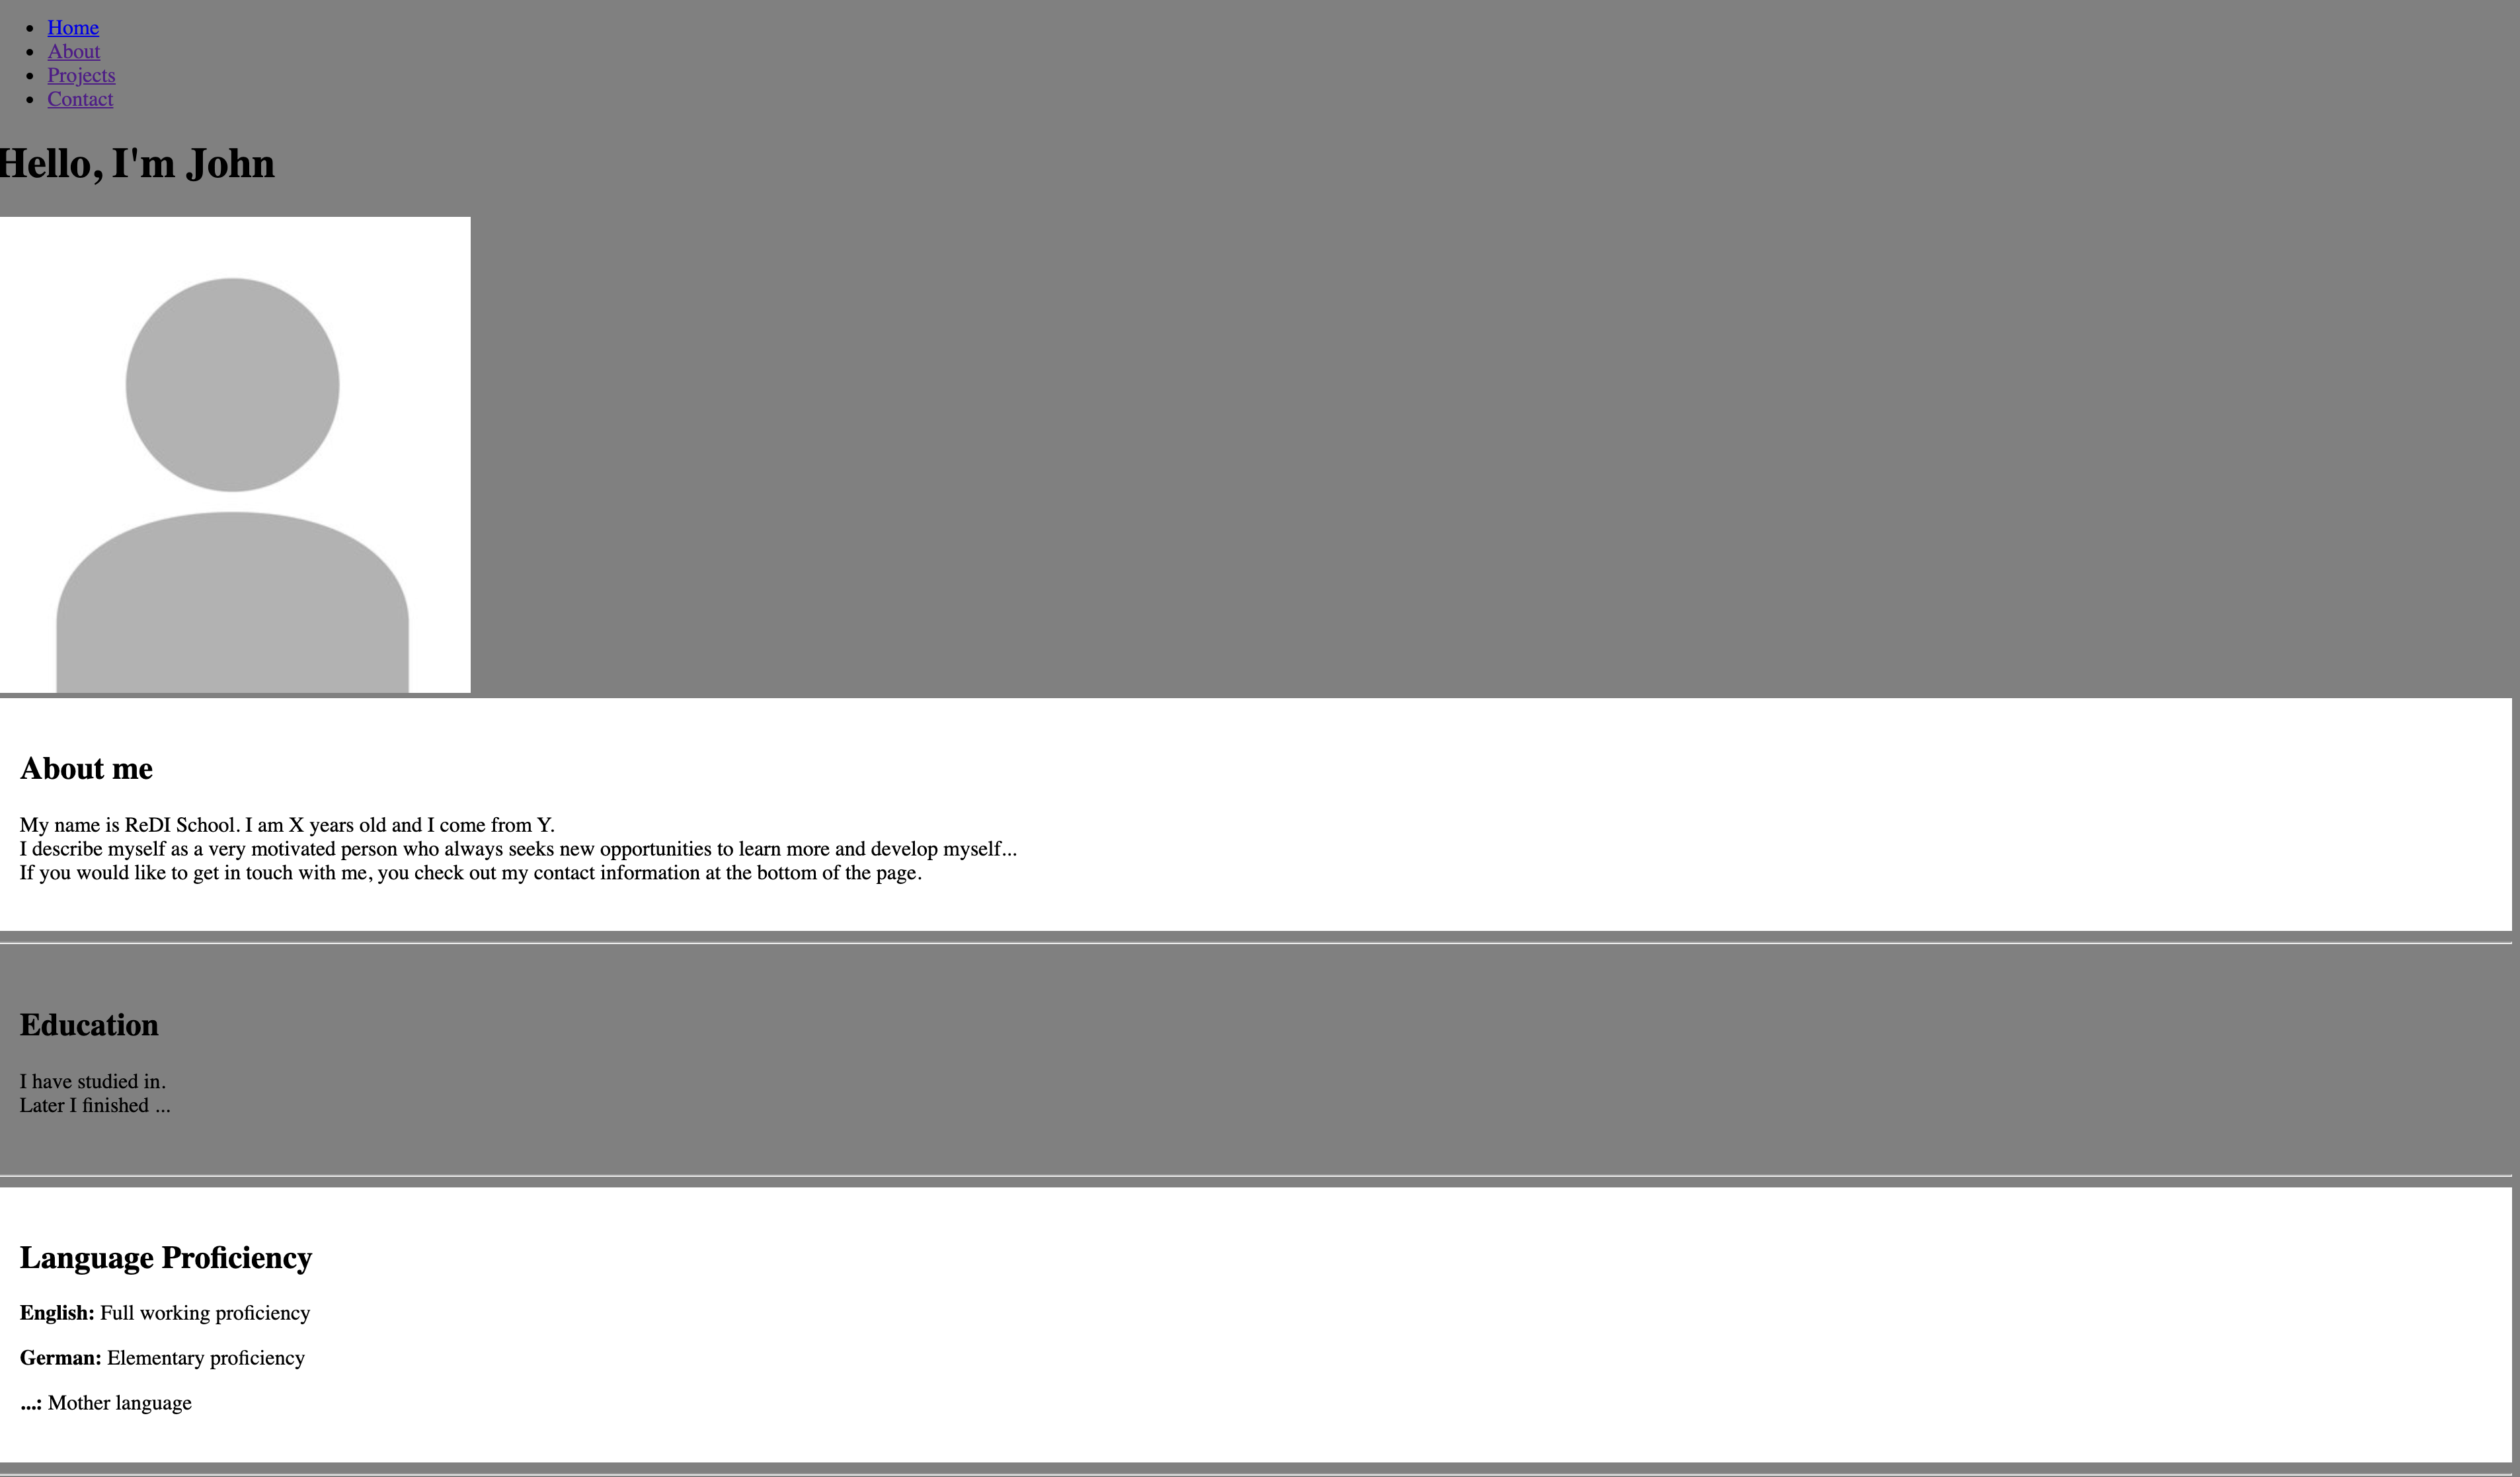 Home
About
Projects
Contact
Hello, I'm John
About me
My name is ReDI School. I am X years old and I come from Y.
I describe myself as a very motivated person who always seeks new opportunities to learn more and develop myself...
If you would like to get in touch with me, you check out my contact information at the bottom of the page.
Education
I have studied in.
Later I finished ...
Language Proficiency
English: Full working proficiency
German: Elementary proficiency
...: Mother language